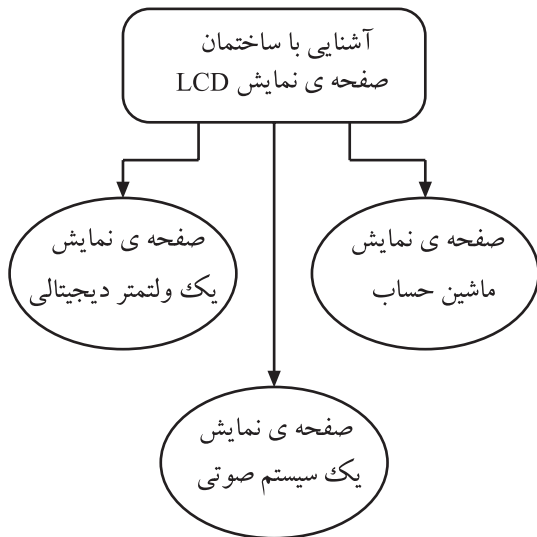 آشنایی با ساختمان
صفحه ی نمایش LCD
صفحه ی نمایش
ماشین حساب
صفحه ی نمایش
یک ولتمتر دیجیتالی
صفحه ی نمایش
یک سیستم صوتی